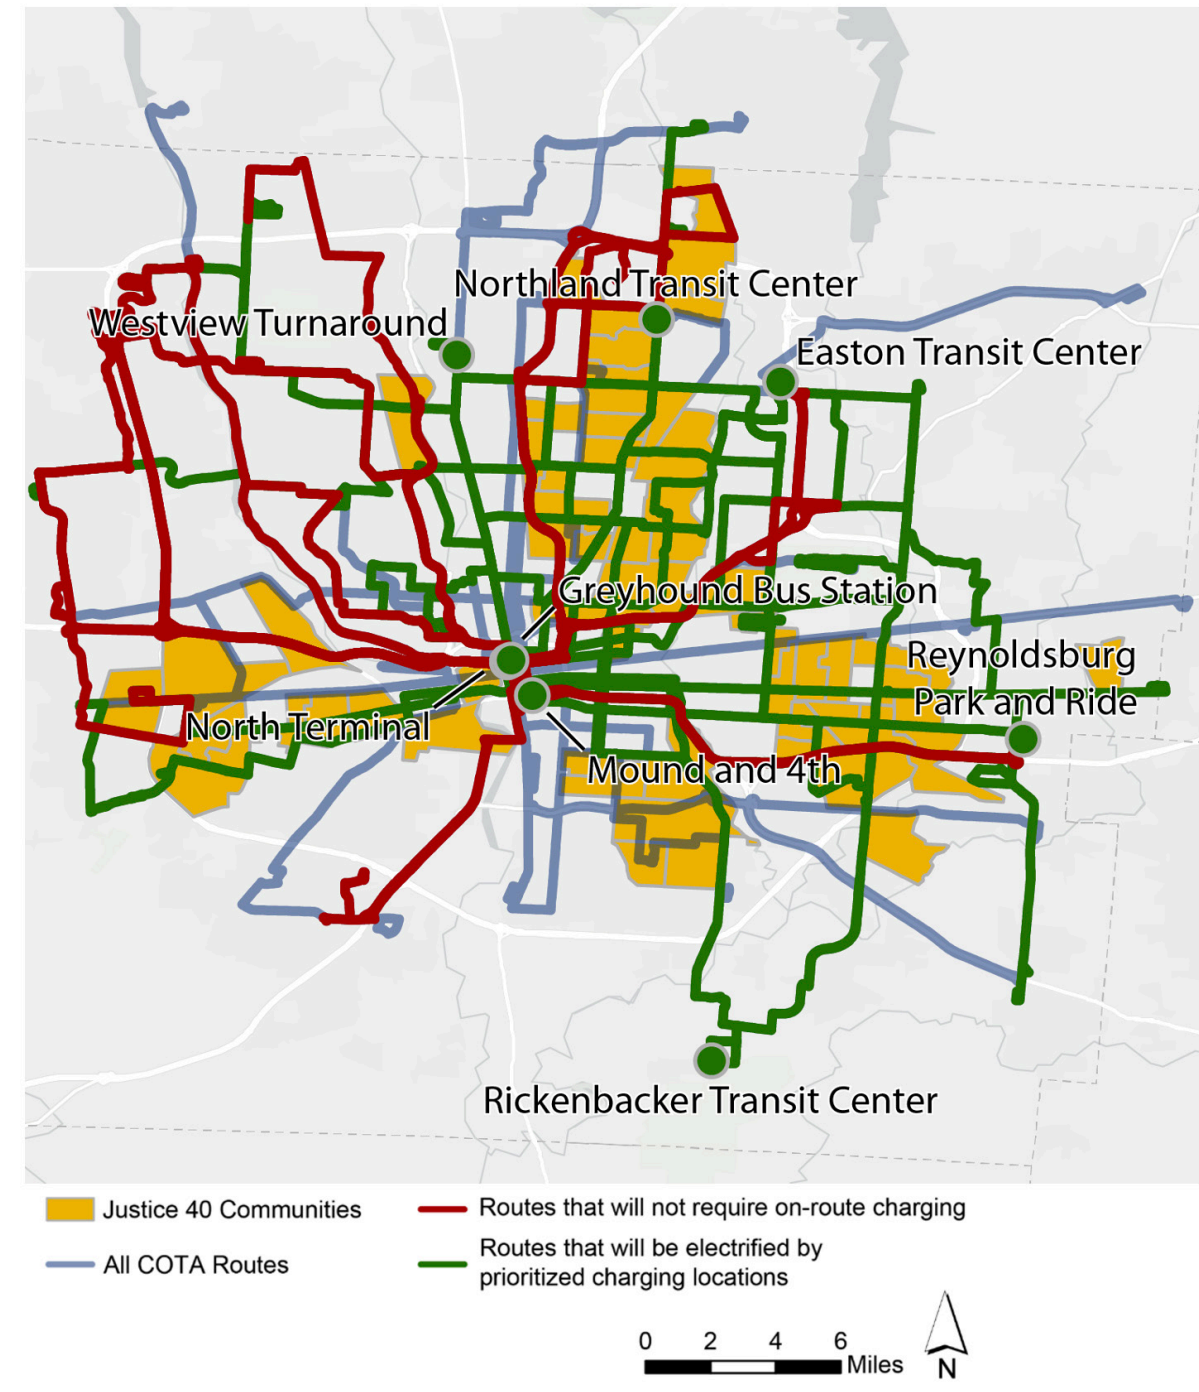 Northland Transit Center
Westview Turnaround
Easton Transit Center
Greyhound Bus Station
Reynoldsburg
Park and Ride
North Terminal
Mound and 4th
Rickenbacker Transit Center
Justice 40 Communities
All COTA Routes
Routes that will not require on-route charging
Routes that will be electrified by
prioritized charging locations
0 2 4 6
Miles
N